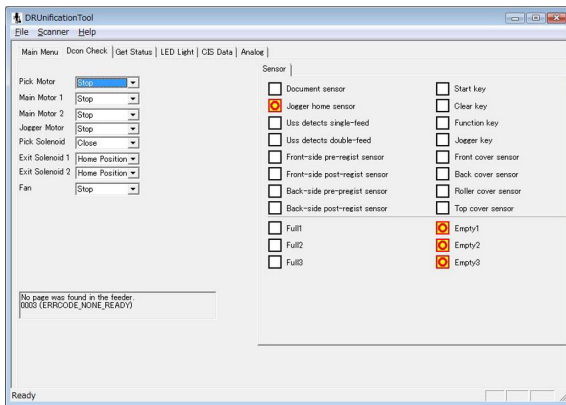 DRUnificationTool
File Scanner Help
Main Menu Dcon Check Get Status LED Light CIS Data Analog
Sensor
Pick Motor Stop
Main Motor 1 Stop
Main Motor 2 Stop
Jogger Motor Stop
Pick Solenoid Close
Exit Solenoid 1 Home Position
Exit Solenoid 2 Home Position
Fan Stop
Document sensor Start key
Jogger home sensor Clear key
Uss detects single-feed Function key
Uss detects double-feed Jogger key
Front-side pre-regist sensor Front cover sensor
Front-side post-regist sensor Back cover sensor
Back-side pre-pregist sensor Roller cover sensor
Back-side post-regist sensor Top cover sensor
Full1 Empty1
Full2 Empty2
Full3 Empty3
No page was found in the feeder.
0003 (ERRCODE_NONE_READY)
Ready